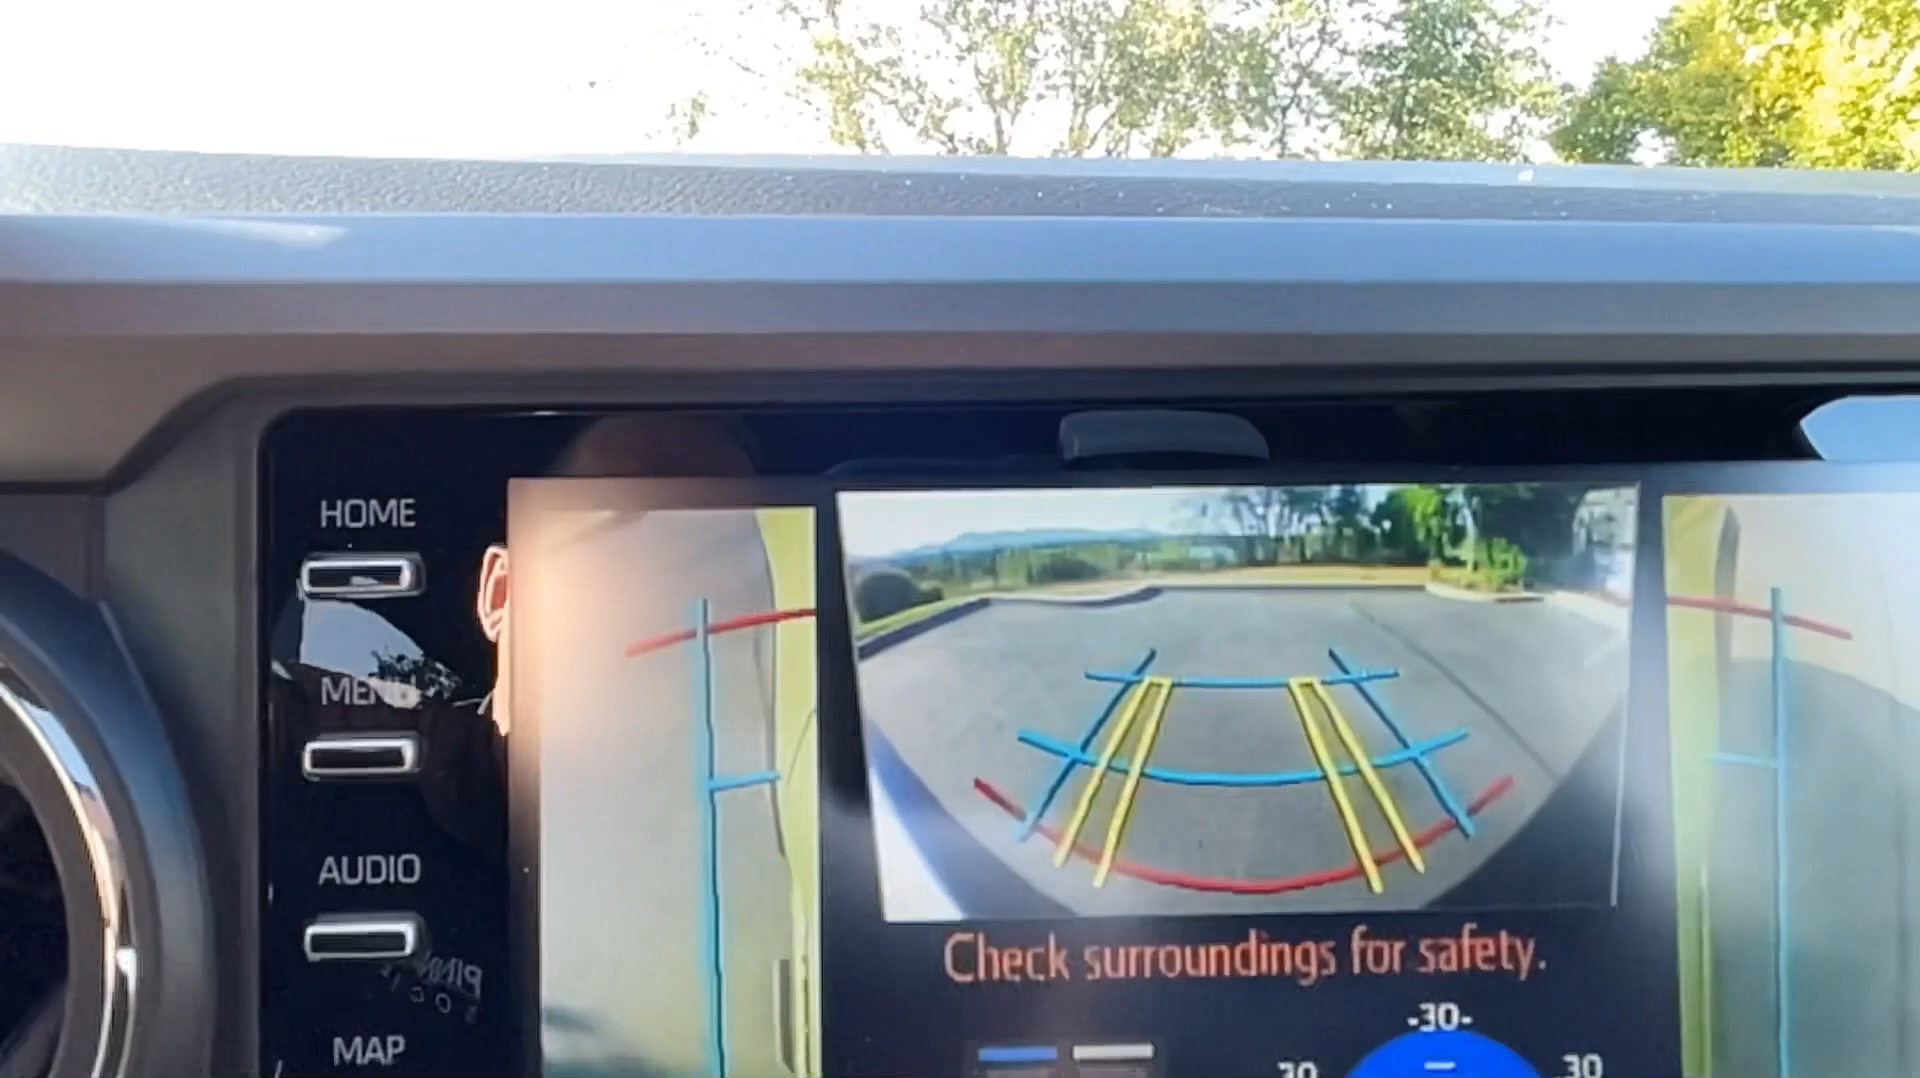 HOME
MENU
AUDIO
MAP
Check surroundings for safety.
-30-
30 30